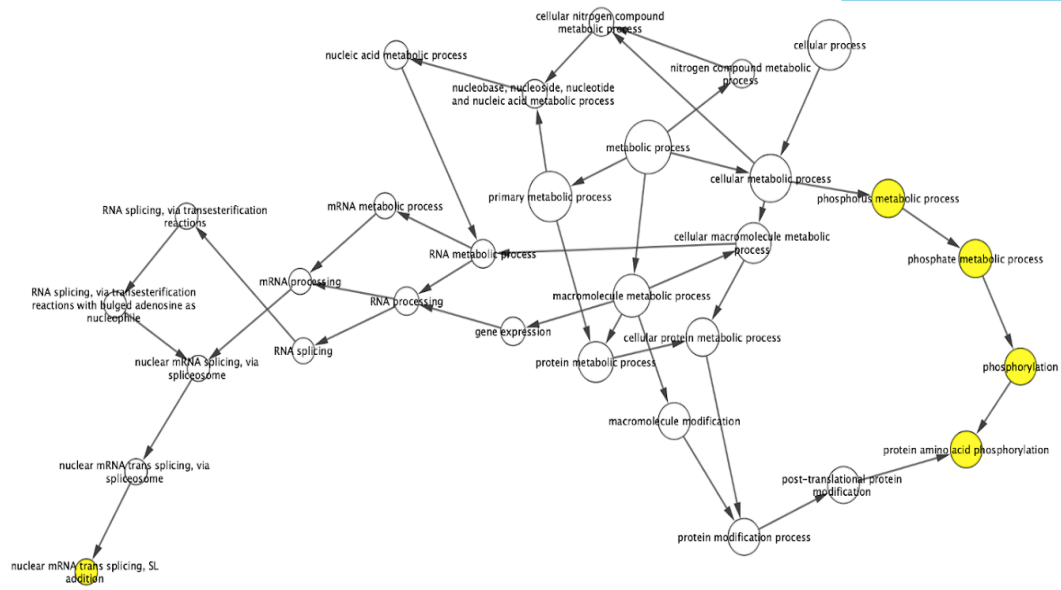 cellular nitrogen compound
metabolic process
cellular process
nucleic acid metabolic process
nitrogen compound metabolic
process
nucleobase, nucleoside, nucleotide
and nucleic acid metabolic process
metabolic process
cellular metabolic process
primary metabolic process
phosphorus metabolic process
mRNA metabolic process
RNA splicing, via transesterification
reactions
cellular macromolecule metabolic
process
RNA metabolic process
phosphate metabolic process
mRNA processing
RNA splicing, via transesterification
reactions with bulged adenosine as
nucleophile
macromolecule metabolic process
RNA processing
gene expression
cellular protein metabolic process
RNA splicing
protein metabolic process
nuclear mRNA splicing, via
spliceosome
phosphorylation
macromolecule modification
protein amino acid phosphorylation
nuclear mRNA trans splicing, via
spliceosome
post-translational protein
modification
protein modification process
nuclear mRNA trans splicing, SL
addition